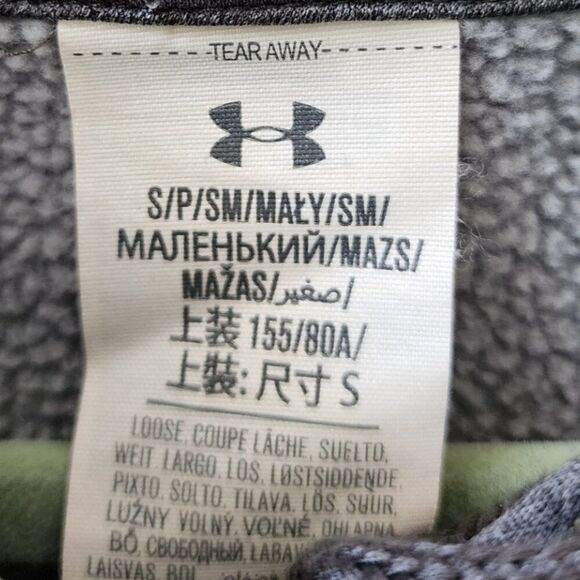 TEAR AWAY
S/P/SM/MAŁY/SM/
МАЛЕНЬКИЙ/MAZS/
MAŽAS/صغير/
上装 155/80A/
上裝: 尺寸 S
LOOSE, COUPE LÂCHE, SUELTO,
WEIT. LARGO. LOS. LØSTSIDDENDE.
PIXTO. SOLTO. TILAVA. LÖS. SUUR.
LUŹNY VOLNÝ. VOĽNÉ.
BŐ, СВОБОДНЫЙ,
LAISVAS,